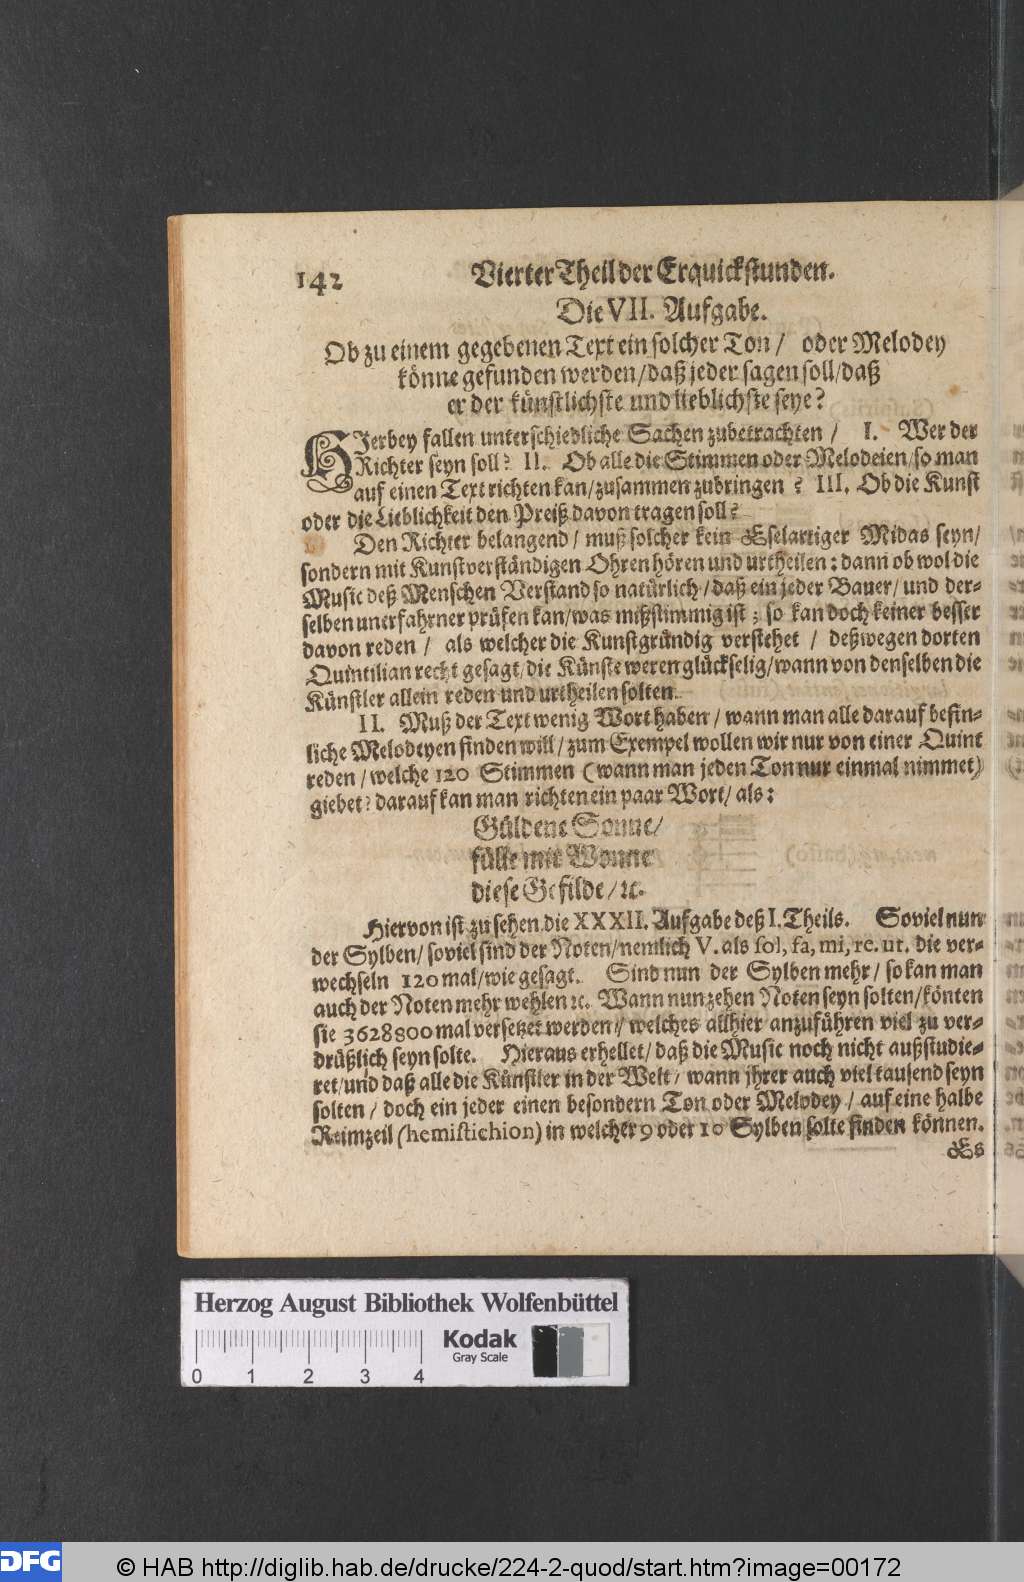 142 Vierter Theil der Erquickstunden.
Die VII. Aufgabe.
Ob zu einem gegebenen Text ein solcher Ton / oder Melodey
könne gefunden werden / daß jeder sagen soll / daß
er der künstlichste und lieblichste seye?
HJerbey fallen unterschiedliche Sachen zubetrachten / I. Wer der
Richter seyn soll? II. Ob alle die Stimmen oder Melodeien / so man
auf einen Text richten kan / zusammen zubringen? III. Ob die Kunst
oder die Lieblichkeit den Preiß davon tragen soll?
Den Richter belangend / muß solcher kein Eselartiger Midas seyn /
sondern mit Kunstverständigen Ohren hören und urtheilen: dann ob wol die
Music deß Menschen Verstand so natürlich / daß ein jeder Bauer / und der-
selben unerfahrner prüfen kan / was mißstimmig ist; so kan doch keiner besser
davon reden / als welcher die Kunstgründig verstehet / deßwegen dorten
Quintilian recht gesagt / die Künste weren glückselig / wann von denselben die
Künstler allein reden und urtheilen solten.
II. Muß der Text wenig Wort haben / wann man alle darauf befin-
liche Melodeyen finden will / zum Exempel wollen wir nur von einer Quint
reden / welche 120 Stimmen (wann man jeden Ton nur einmal nimmet)
giebet? darauf kan man richten ein paar Wort / als:
Güldene Sonne /
fülle mit Wonne
diese Gefilde / ꝛc.
Hiervon ist zu sehen die XXXII. Aufgabe deß I. Theils. Soviel nun
der Sylben / soviel sind der Noten / nemlich V. als sol, fa, mi, re. ut. die ver-
wechseln 120 mal / wie gesagt. Sind nun der Sylben mehr / so kan man
auch der Noten mehr wehlen ꝛc. Wann nun zehen Noten seyn solten / könten
sie 3628800 mal versetzet werden / welches allhier anzuführen viel zu ver-
drüßlich seyn solte. Hieraus erhellet / daß die Music noch nicht außstudie-
ret / und daß alle die Künstler in der Welt / wann jhrer auch viel tausend seyn
solten / doch ein jeder einen besondern Ton oder Melodey / auf eine halbe
Reimzeil (hemistichion) in welcher 9 oder 10 Sylben solte finden können.
Es
Herzog August Bibliothek Wolfenbüttel
Kodak
Gray Scale
0 1 2 3 4
DFG © HAB http://diglib.hab.de/drucke/224-2-quod/start.htm?image=00172